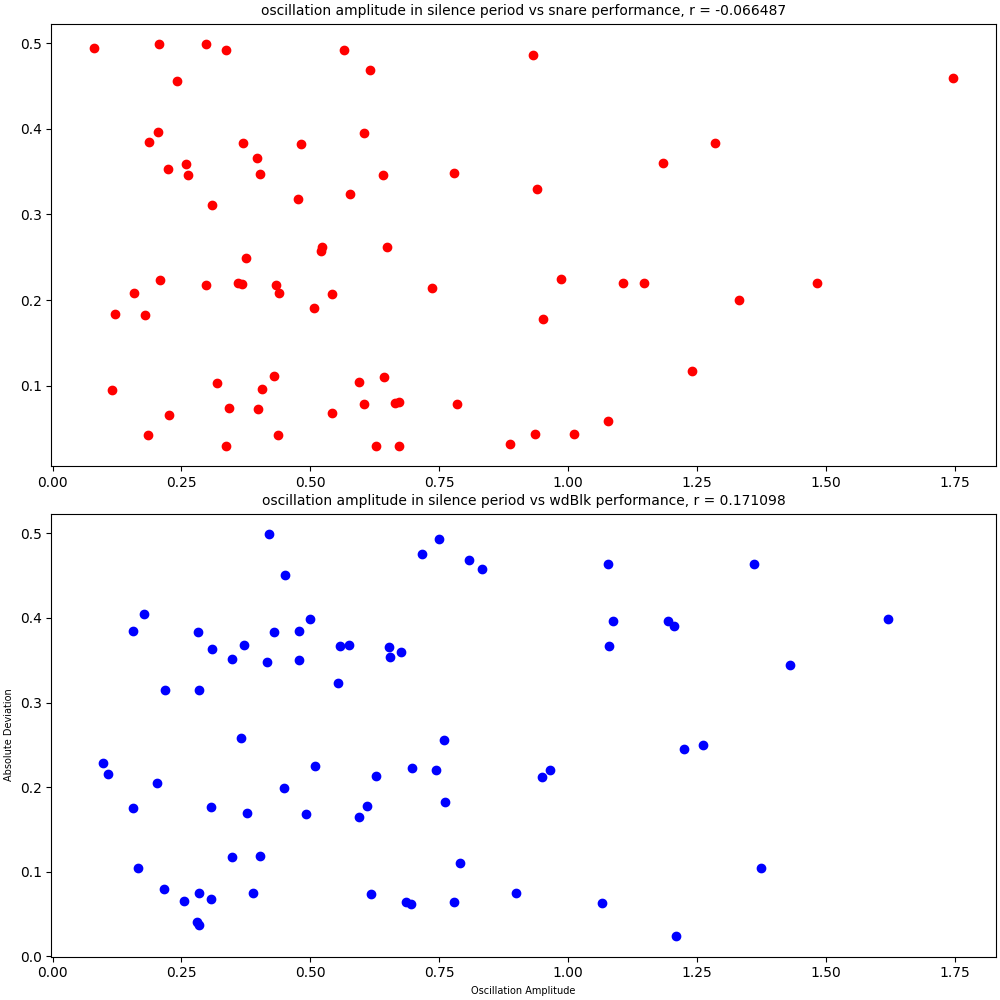 oscillation amplitude in silence period vs snare performance, r = -0.066487
0.5
0.4
0.3
0.2
0.1
0.00 0.25 0.50 0.75 1.00 1.25 1.50 1.75
oscillation amplitude in silence period vs wdBlk performance, r = 0.171098
0.5
0.4
0.3
Absolute Deviation
0.2
0.1
0.0
0.00 0.25 0.50 0.75 1.00 1.25 1.50 1.75
Oscillation Amplitude